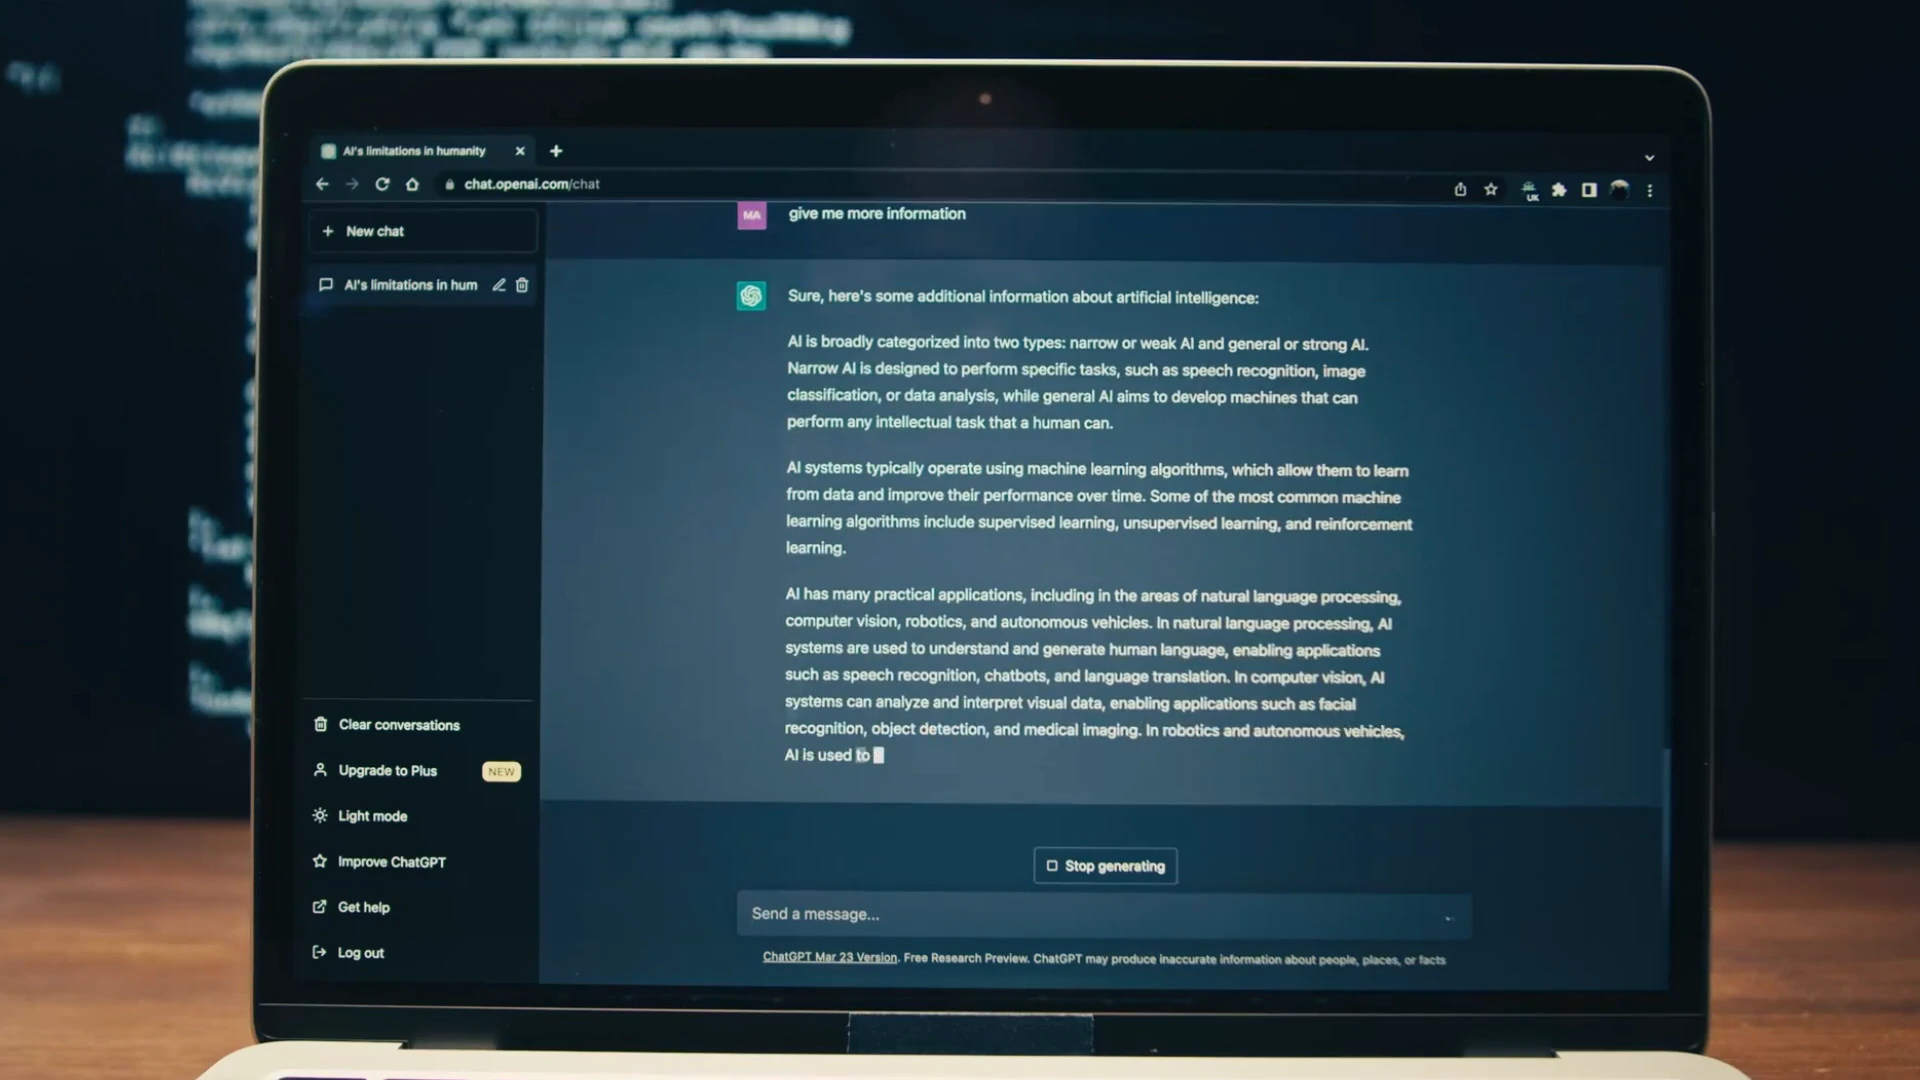 AI's limitations in humanity
chat.openai.com/chat
UK
New chat
AI's limitations in hum
MA
give me more information
Sure, here's some additional information about artificial intelligence:
AI is broadly categorized into two types: narrow or weak AI and general or strong AI.
Narrow AI is designed to perform specific tasks, such as speech recognition, image
classification, or data analysis, while general AI aims to develop machines that can
perform any intellectual task that a human can.
AI systems typically operate using machine learning algorithms, which allow them to learn
from data and improve their performance over time. Some of the most common machine
learning algorithms include supervised learning, unsupervised learning, and reinforcement
learning.
AI has many practical applications, including in the areas of natural language processing,
computer vision, robotics, and autonomous vehicles. In natural language processing, AI
systems are used to understand and generate human language, enabling applications
such as speech recognition, chatbots, and language translation. In computer vision, AI
systems can analyze and interpret visual data, enabling applications such as facial
recognition, object detection, and medical imaging. In robotics and autonomous vehicles,
AI is used to
Clear conversations
Upgrade to Plus NEW
Light mode
Improve ChatGPT
Get help
Log out
Stop generating
Send a message...
ChatGPT Mar 23 Version. Free Research Preview. ChatGPT may produce inaccurate information about people, places, or facts